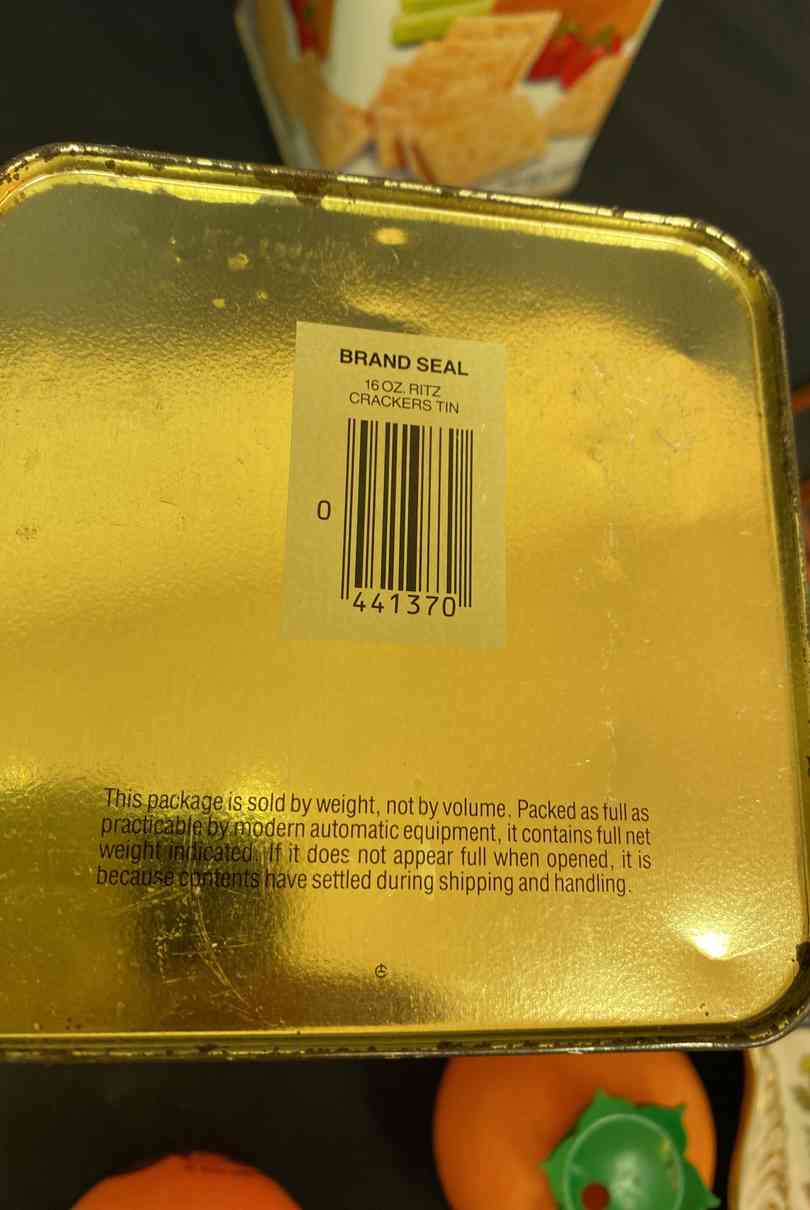 BRAND SEAL
16 OZ. RITZ
CRACKERS TIN
0
441370
This package is sold by weight, not by volume. Packed as full as
practicable by modern automatic equipment, it contains full net
weight indicated. If it does not appear full when opened, it is
because contents have settled during shipping and handling.